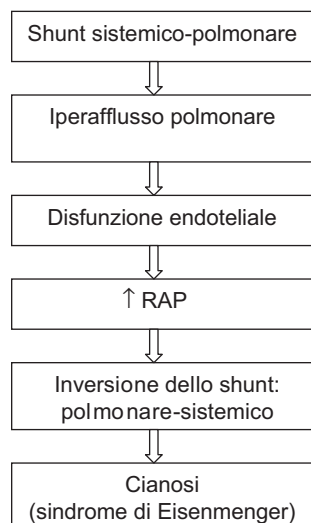 Shunt sistemico-polmonare
Iperafflusso polmonare
Disfunzione endoteliale
↑ RAP
Inversione dello shunt:
polmonare-sistemico
Cianosi
(sindrome di Eisenmenger)